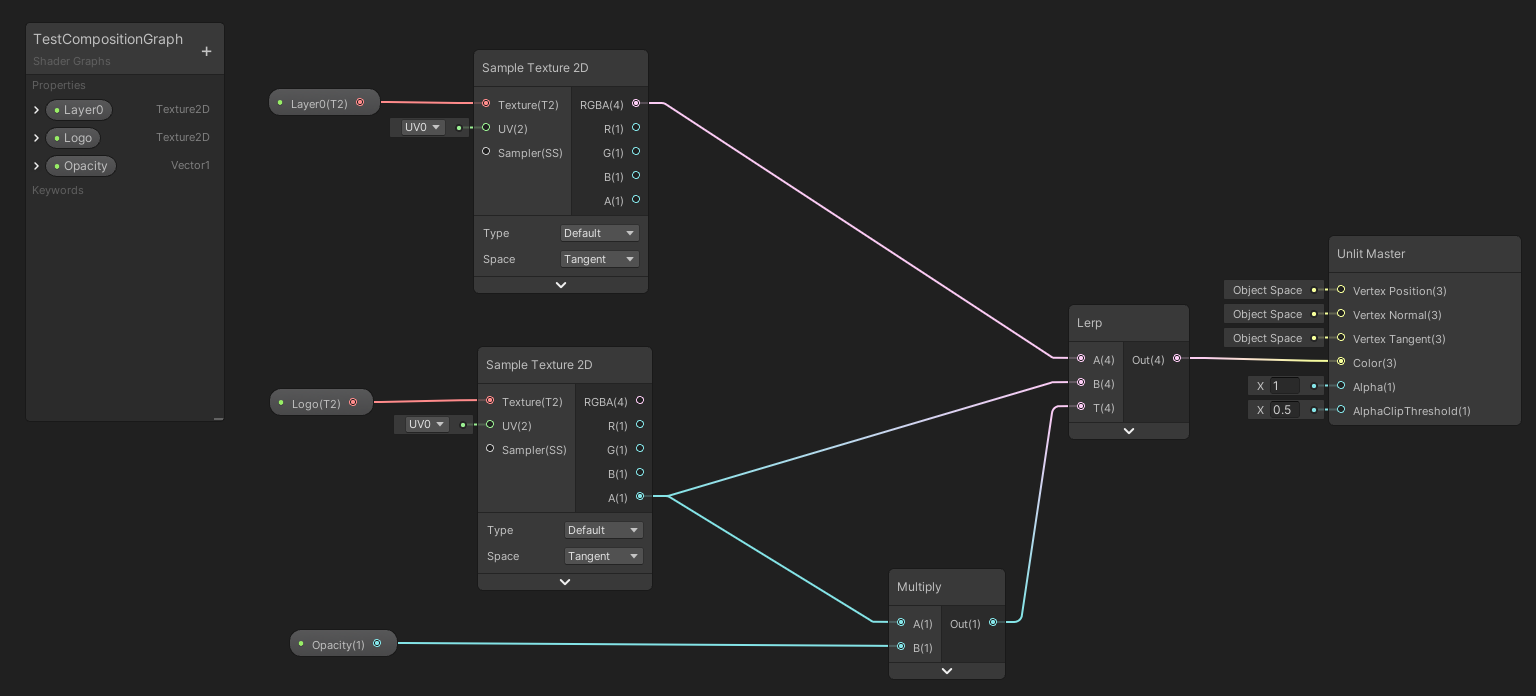 TestCompositionGraph
+
Shader Graphs
Properties
Layer0 Texture2D
Logo Texture2D
Opacity Vector1
Keywords
Layer0(T2)
UV0
Sample Texture 2D
Texture(T2) RGBA(4)
UV(2) R(1)
Sampler(SS) G(1)
B(1)
A(1)
Type Default
Space Tangent
Logo(T2)
UV0
Sample Texture 2D
Texture(T2) RGBA(4)
UV(2) R(1)
Sampler(SS) G(1)
B(1)
A(1)
Type Default
Space Tangent
Opacity(1)
Multiply
A(1) Out(1)
B(1)
Lerp
A(4) Out(4)
B(4)
T(4)
Unlit Master
Object Space Vertex Position(3)
Object Space Vertex Normal(3)
Object Space Vertex Tangent(3)
Color(3)
X 1 Alpha(1)
X 0.5 AlphaClipThreshold(1)